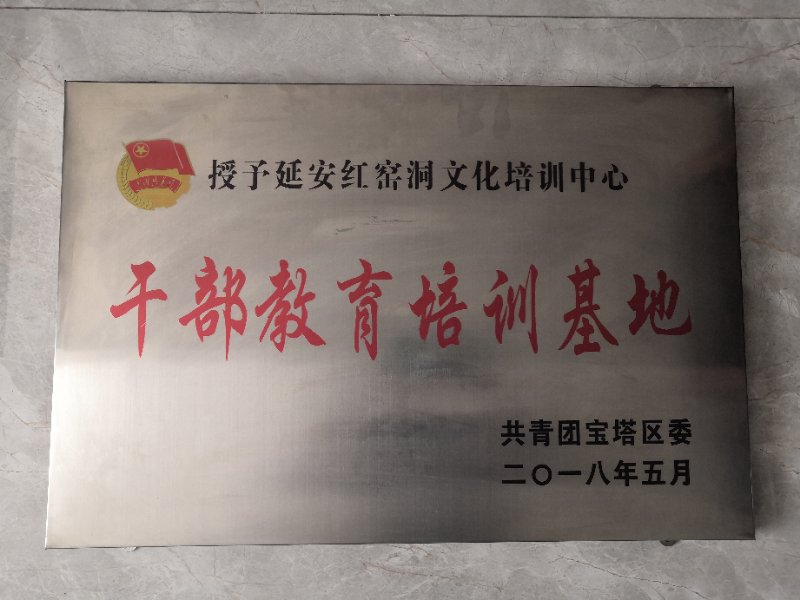 授予延安红窑洞文化培训中心
干部教育培训基地
共青团宝塔区委
二〇一八年五月